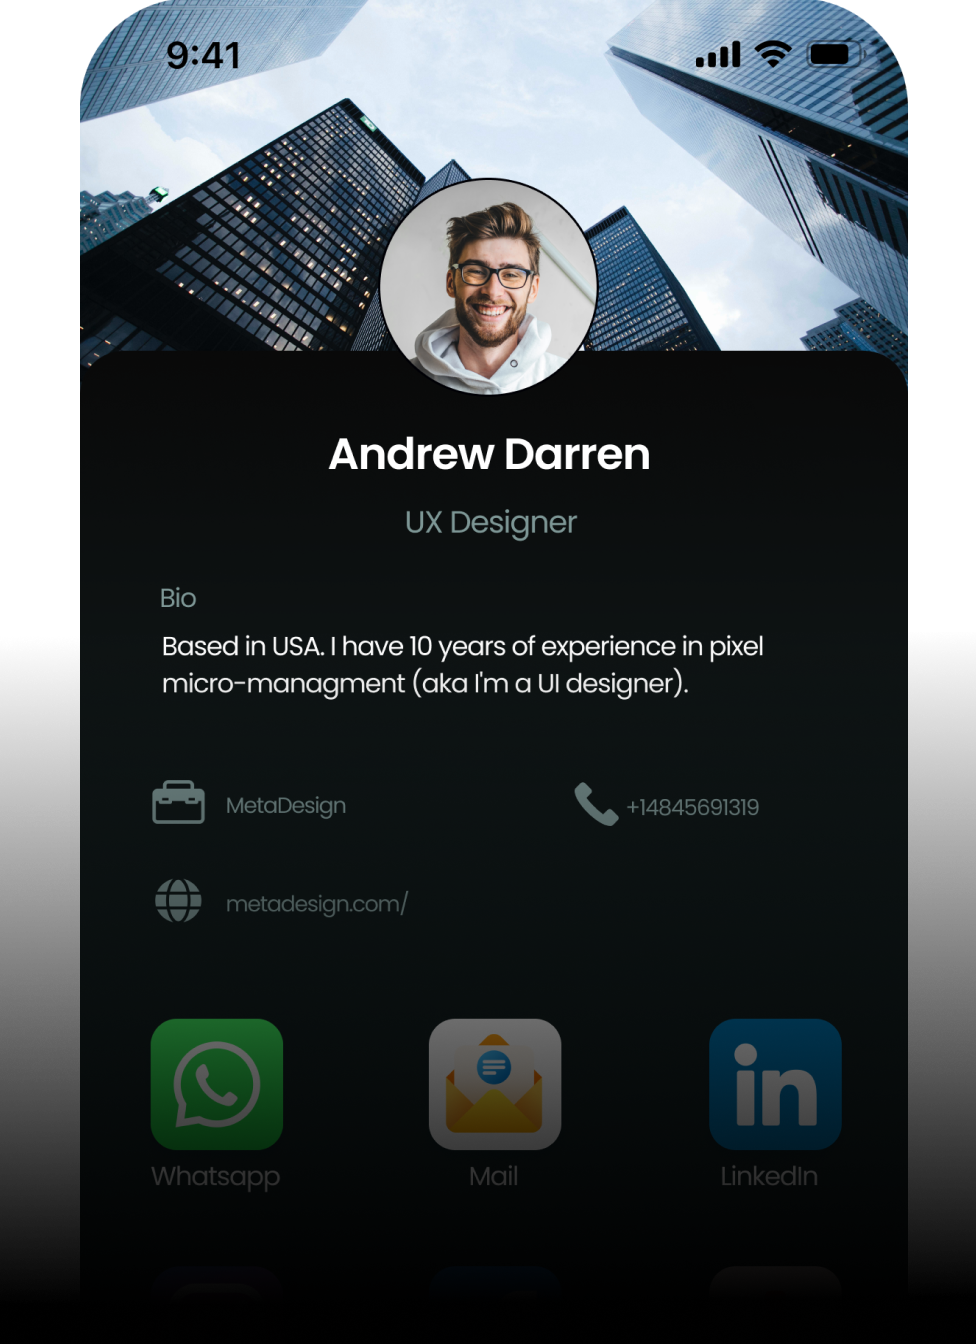 9:41
Andrew Darren
UX Designer
Bio
Based in USA. I have 10 years of experience in pixel
micro-managment (aka I'm a UI designer).
MetaDesign
+14845691319
metadesign.com/
in
Whatsapp
Mail
LinkedIn